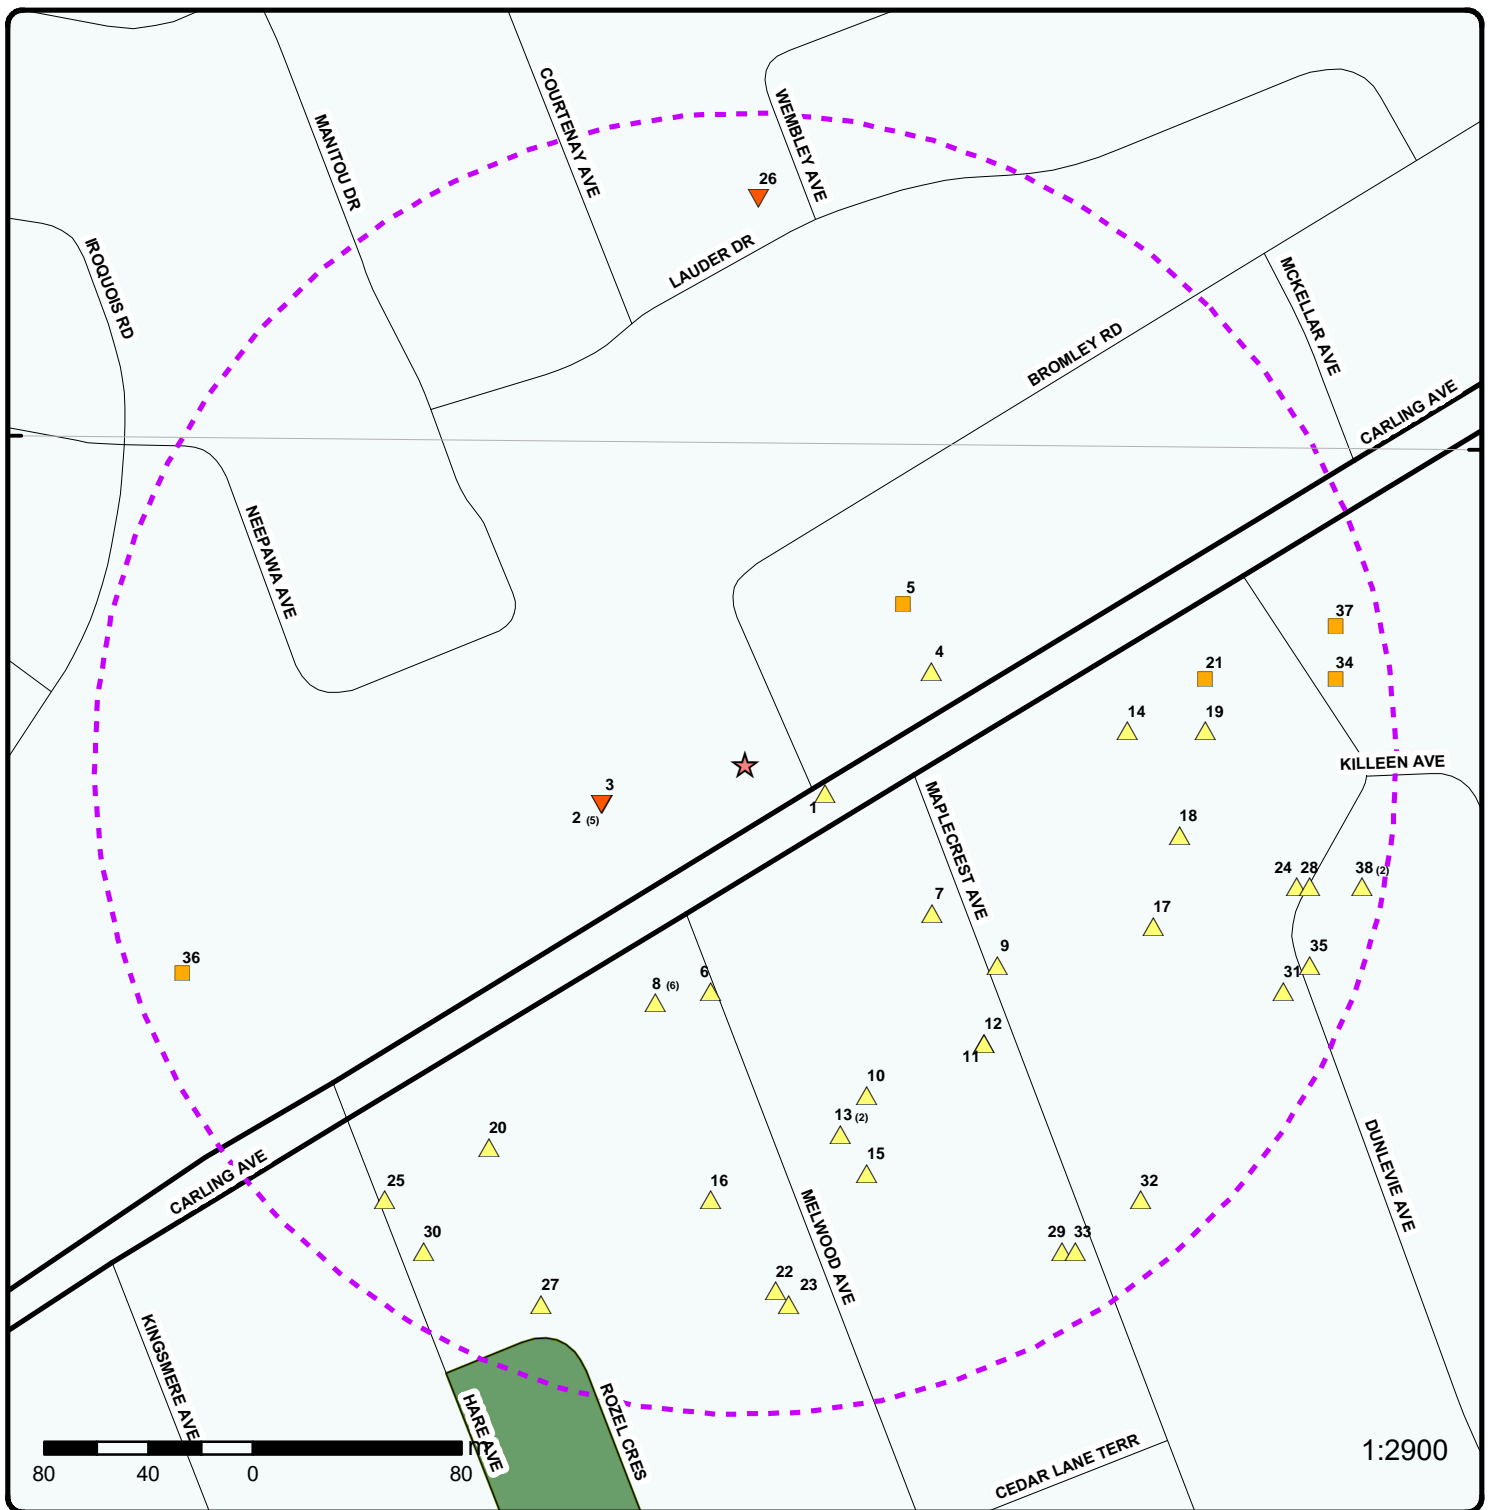 COURTENAY AVE
WEMBLEY AVE
MANITOU DR
26
IROQUOIS RD
LAUDER DR
MCKELLAR AVE
BROMLEY RD
CARLING AVE
NEEPAWA AVE
5
37
4
21
34
14
19
KILLEEN AVE
3
2 (5)
1
MAPLECREST AVE
18
24
28
38 (2)
7
17
36
9
35
8 (6)
6
31
12
11
10
13 (2)
20
15
DUNLEVIE AVE
CARLING AVE
25
16
MELWOOD AVE
32
30
29
33
27
22
23
KINGSMERE AVE
HARE AVE
ROZEL CRES
CEDAR LANE TERR
m
1:2900
80
40
0
80